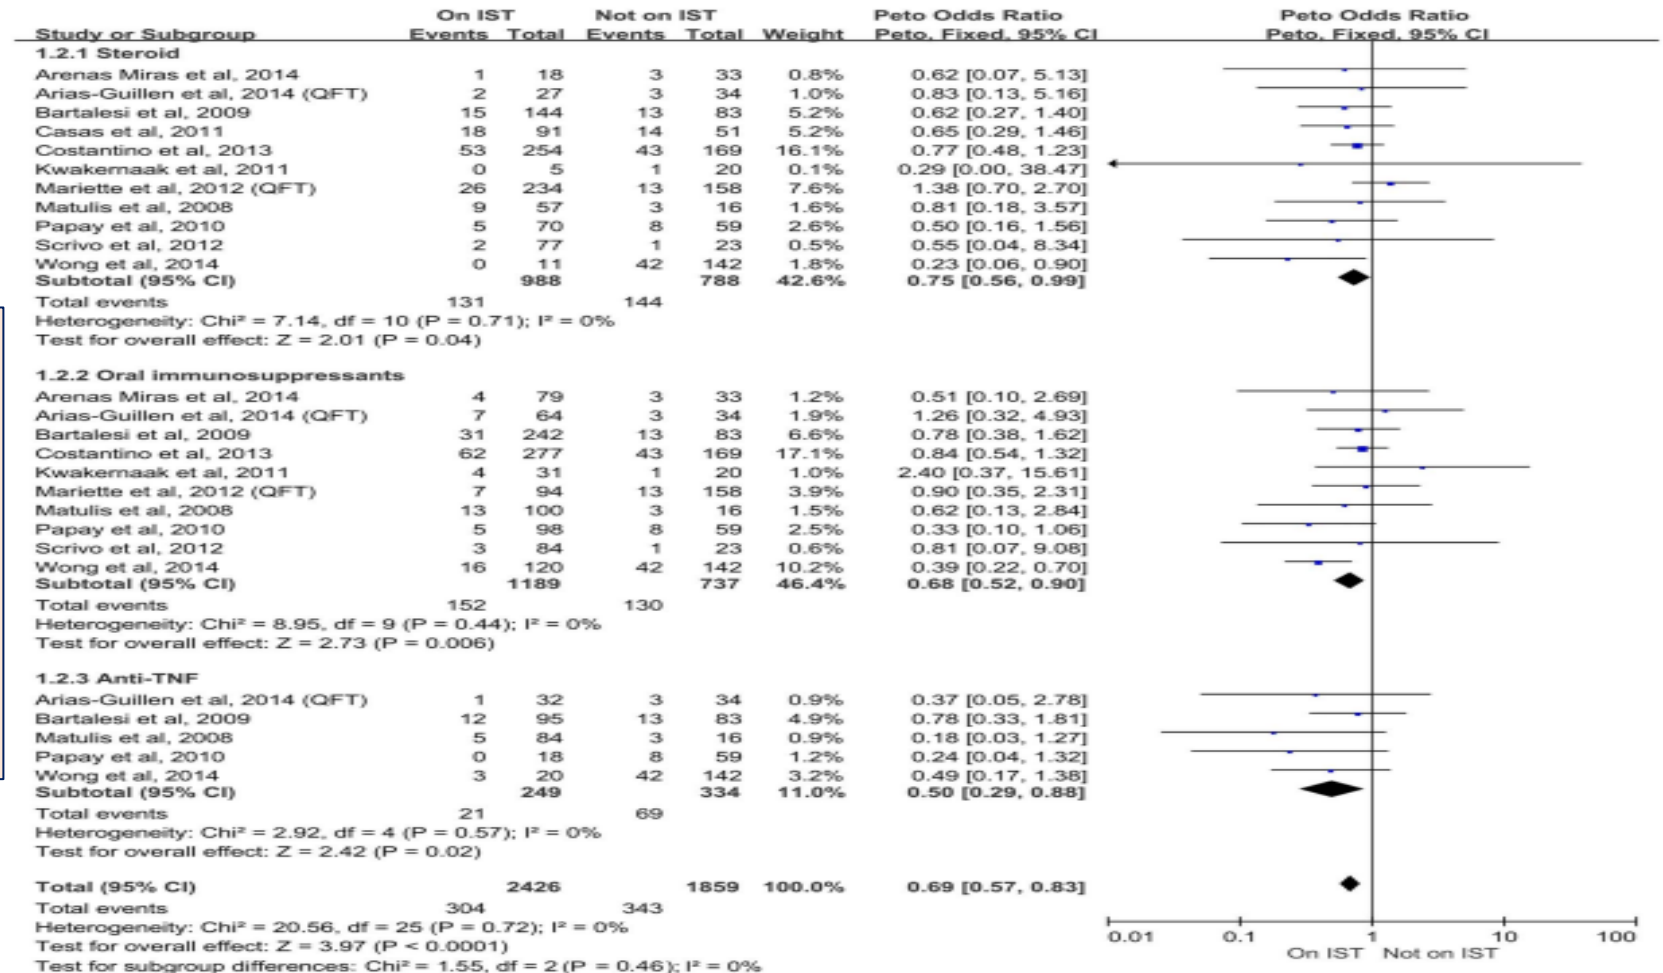 On IST Not on IST Peto Odds Ratio Peto Odds Ratio
Study or Subgroup Events Total Events Total Weight Peto, Fixed, 95% CI Peto, Fixed, 95% CI
1.2.1 Steroid
Arenas Miras et al, 2014 1 18 3 33 0.8% 0.62 [0.07, 5.13]
Arias-Guillen et al, 2014 (QFT) 2 27 3 34 1.0% 0.83 [0.13, 5.16]
Bartalesi et al, 2009 15 144 13 83 5.2% 0.62 [0.27, 1.40]
Casas et al, 2011 18 91 14 51 5.2% 0.65 [0.29, 1.46]
Costantino et al, 2013 53 254 43 169 16.1% 0.77 [0.48, 1.23]
Kwakernaak et al, 2011 0 5 1 20 0.1% 0.29 [0.00, 38.47]
Mariette et al, 2012 (QFT) 26 234 13 158 7.6% 1.38 [0.70, 2.70]
Matulis et al, 2008 9 57 3 16 1.6% 0.81 [0.18, 3.57]
Papay et al, 2010 5 70 8 59 2.6% 0.50 [0.16, 1.56]
Scrivo et al, 2012 2 77 1 23 0.5% 0.55 [0.04, 8.34]
Wong et al, 2014 0 11 42 142 1.8% 0.23 [0.06, 0.90]
Subtotal (95% CI) 988 788 42.6% 0.75 [0.56, 0.99]
Total events 131 144
Heterogeneity: Chi² = 7.14, df = 10 (P = 0.71); I² = 0%
Test for overall effect: Z = 2.01 (P = 0.04)
1.2.2 Oral immunosuppressants
Arenas Miras et al, 2014 4 79 3 33 1.2% 0.51 [0.10, 2.69]
Arias-Guillen et al, 2014 (QFT) 7 64 3 34 1.9% 1.26 [0.32, 4.93]
Bartalesi et al, 2009 31 242 13 83 6.6% 0.78 [0.38, 1.62]
Costantino et al, 2013 62 277 43 169 17.1% 0.84 [0.54, 1.32]
Kwakernaak et al, 2011 4 31 1 20 1.0% 2.40 [0.37, 15.61]
Mariette et al, 2012 (QFT) 7 94 13 158 3.9% 0.90 [0.35, 2.31]
Matulis et al, 2008 13 100 3 16 1.5% 0.62 [0.13, 2.84]
Papay et al, 2010 5 98 8 59 2.5% 0.33 [0.10, 1.06]
Scrivo et al, 2012 3 84 1 23 0.6% 0.81 [0.07, 9.08]
Wong et al, 2014 16 120 42 142 10.2% 0.39 [0.22, 0.70]
Subtotal (95% CI) 1189 737 46.4% 0.68 [0.52, 0.90]
Total events 152 130
Heterogeneity: Chi² = 8.95, df = 9 (P = 0.44); I² = 0%
Test for overall effect: Z = 2.73 (P = 0.006)
1.2.3 Anti-TNF
Arias-Guillen et al, 2014 (QFT) 1 32 3 34 0.9% 0.37 [0.05, 2.78]
Bartalesi et al, 2009 12 95 13 83 4.9% 0.78 [0.33, 1.81]
Matulis et al, 2008 5 84 3 16 0.9% 0.18 [0.03, 1.27]
Papay et al, 2010 0 18 8 59 1.2% 0.24 [0.04, 1.32]
Wong et al, 2014 3 20 42 142 3.2% 0.49 [0.17, 1.38]
Subtotal (95% CI) 249 334 11.0% 0.50 [0.29, 0.88]
Total events 21 69
Heterogeneity: Chi² = 2.92, df = 4 (P = 0.57); I² = 0%
Test for overall effect: Z = 2.42 (P = 0.02)
Total (95% CI) 2426 1859 100.0% 0.69 [0.57, 0.83]
Total events 304 343
Heterogeneity: Chi² = 20.56, df = 25 (P = 0.72); I² = 0%
Test for overall effect: Z = 3.97 (P < 0.0001)
Test for subgroup differences: Chi² = 1.55, df = 2 (P = 0.46); I² = 0%
0.01 0.1 1 10 100
On IST Not on IST